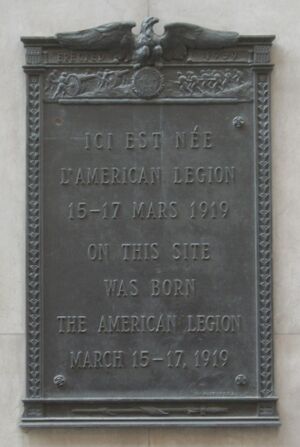 ICI EST NÉE
L'AMERICAN LEGION
15-17 MARS 1919
ON THIS SITE
WAS BORN
THE AMERICAN LEGION
MARCH 15-17, 1919